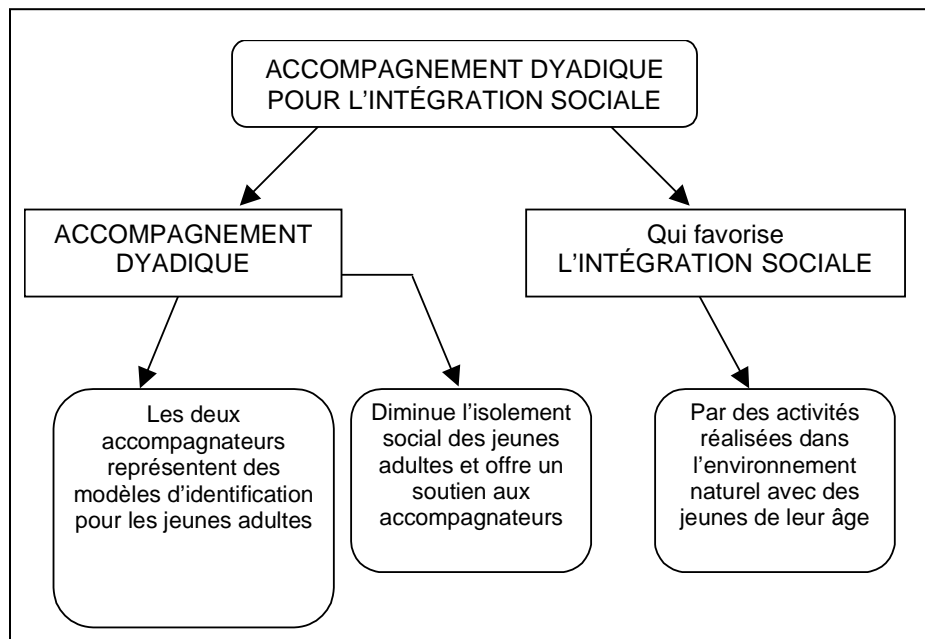 ACCOMPAGNEMENT DYADIQUE
POUR L'INTÉGRATION SOCIALE
ACCOMPAGNEMENT
DYADIQUE
Qui favorise
L'INTÉGRATION SOCIALE
Les deux
accompagnateurs
représentent des
modèles d'identification
pour les jeunes adultes
Diminue l'isolement
social des jeunes
adultes et offre un
soutien aux
accompagnateurs
Par des activités
réalisées dans
l'environnement
naturel avec des
jeunes de leur âge